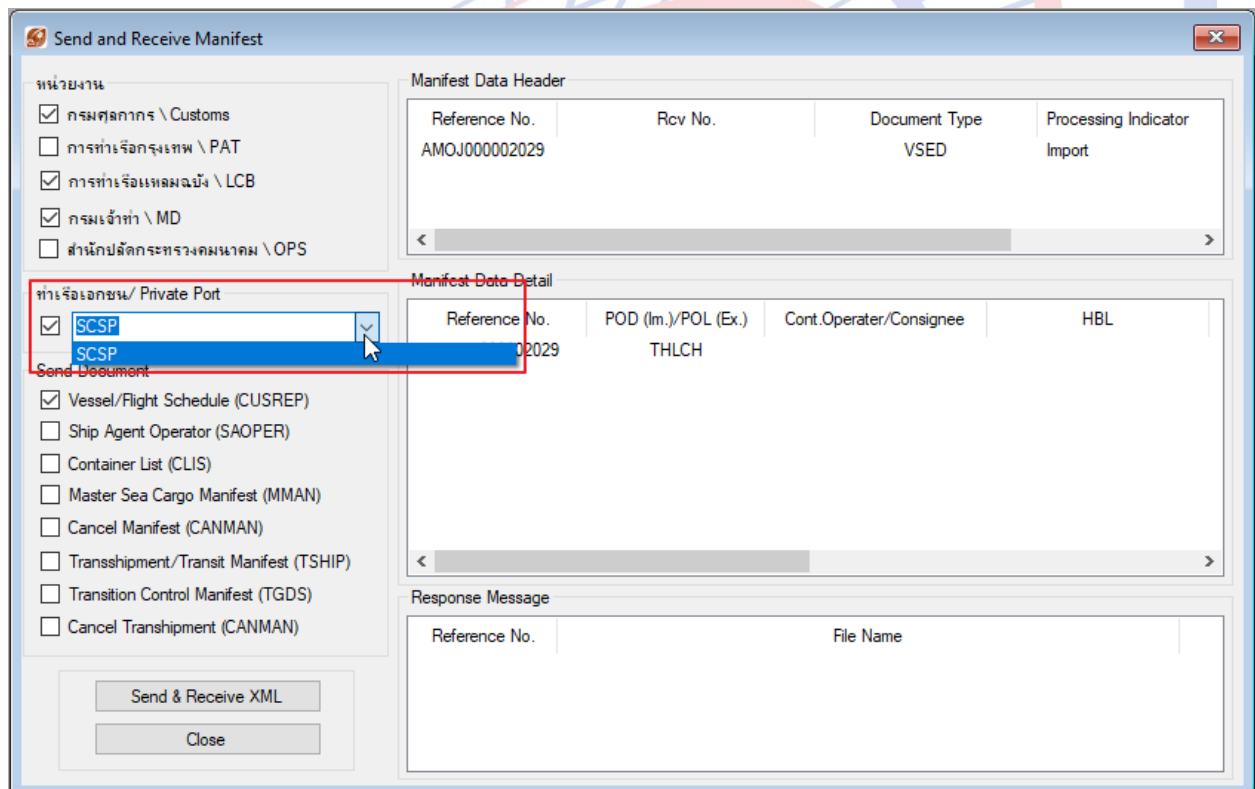 Send and Receive Manifest
หน่วยงาน
กรมศุลกากร \ Customs
การท่าเรือกรุงเทพ \ PAT
การท่าเรือแหลมฉบัง \ LCB
กรมเจ้าท่า \ MD
สำนักปลัดกระทรวงคมนาคม \ OPS
ท่าเรือเอกชน/ Private Port
SCSP
SCSP
Send Document
Vessel/Flight Schedule (CUSREP)
Ship Agent Operator (SAOPER)
Container List (CLIS)
Master Sea Cargo Manifest (MMAN)
Cancel Manifest (CANMAN)
Transshipment/Transit Manifest (TSHIP)
Transition Control Manifest (TGDS)
Cancel Transhipment (CANMAN)
Send & Receive XML
Close
Manifest Data Header
Reference No. Rcv No. Document Type Processing Indicator
AMOJ000002029 VSED Import
Manifest Data Detail
Reference No. POD (Im.)/POL (Ex.) Cont.Operater/Consignee HBL
02029 THLCH
Response Message
Reference No. File Name